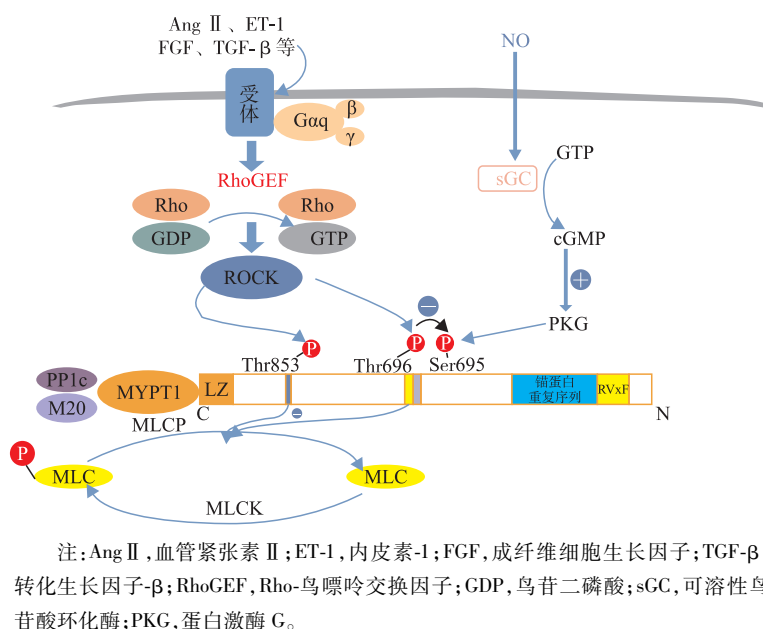 Ang Ⅱ、ET-1
FGF、TGF-β等
NO
受体
Gαq
β
γ
GTP
sGC
RhoGEF
Rho
Rho
GDP
GTP
cGMP
ROCK
+
−
PKG
P
P
P
Thr853
Thr696
Ser695
PP1c
M20
MYPT1
LZ
锚蛋白
重复序列
RVxF
C
N
MLCP
−
P
MLC
MLC
MLCK
注:AngⅡ,血管紧张素Ⅱ;ET-1,内皮素-1;FGF,成纤维细胞生长因子;TGF-β
转化生长因子-β;RhoGEF,Rho-鸟嘌呤交换因子;GDP,鸟苷二磷酸;sGC,可溶性鸟
苷酸环化酶;PKG,蛋白激酶 G。